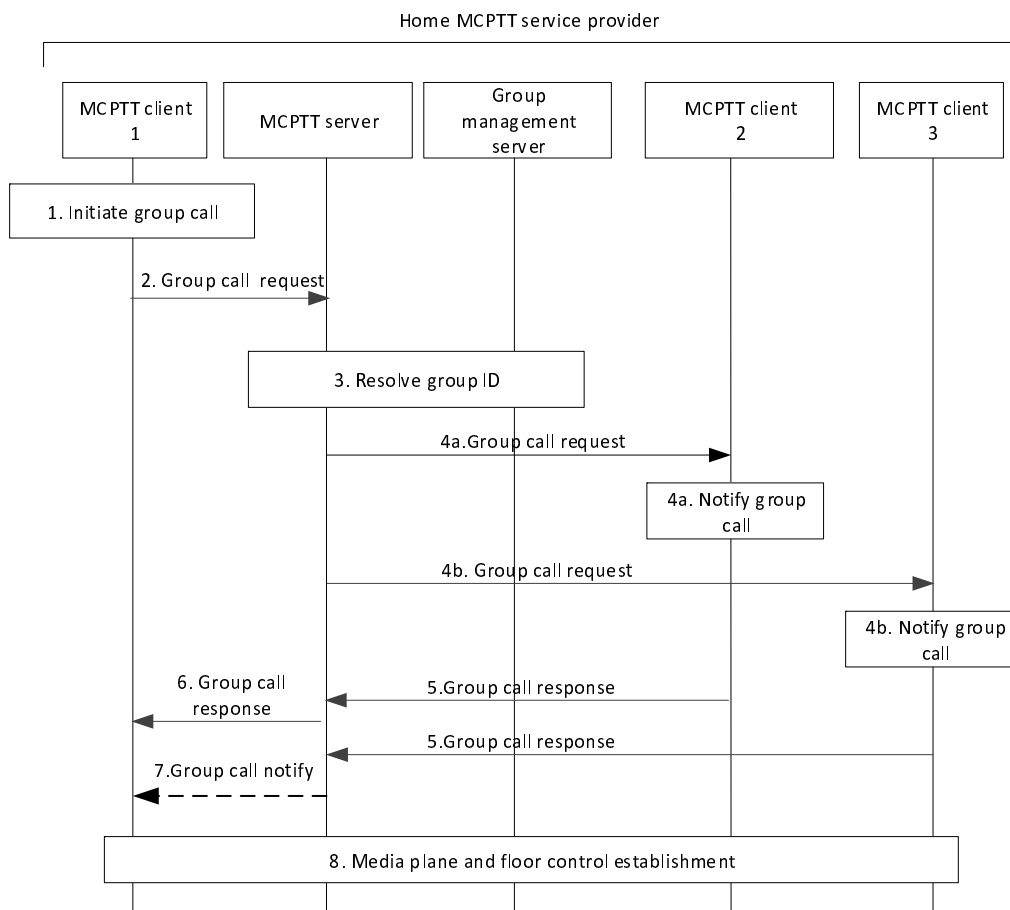 Home MCPTT service provider
MCPTT client
1
MCPTT server
Group
management
server
MCPTT client
2
MCPTT client
3
1. Initiate group call
2. Group call request
3. Resolve group ID
4a.Group call request
4a. Notify group
call
4b. Group call request
4b. Notify group
call
6. Group call
response
5.Group call response
5.Group call response
7.Group call notify
8. Media plane and floor control establishment